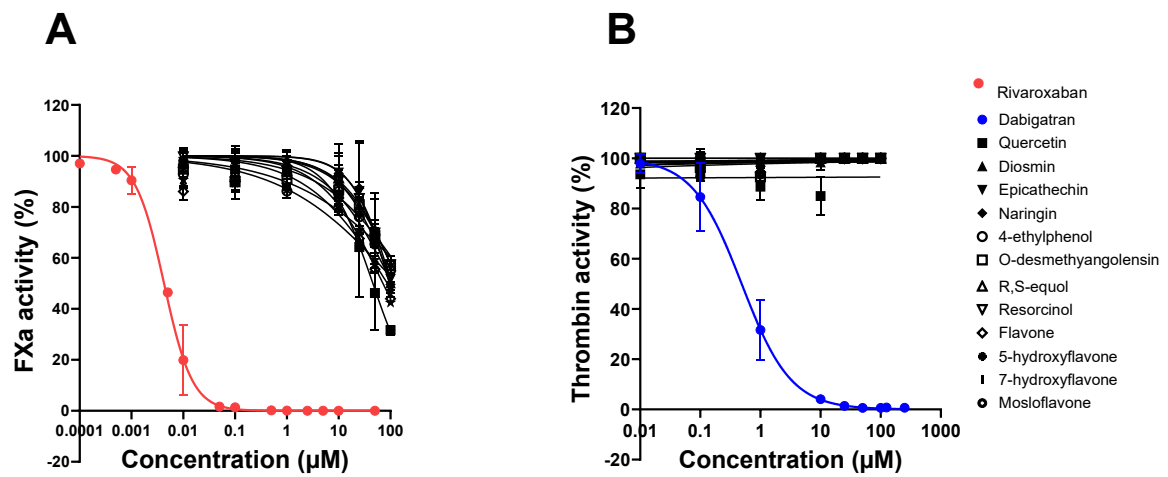 A
B
120
100
80
60
40
20
0
-20
FXa activity (%)
0.0001 0.001 0.01 0.1 1 10 100
Concentration (µM)
120
100
80
60
40
20
0
-20
Thrombin activity (%)
0.01 0.1 1 10 100 1000
Concentration (µM)
Rivaroxaban
Dabigatran
Quercetin
Diosmin
Epicathechin
Naringin
4-ethylphenol
O-desmethyangolensin
R,S-equol
Resorcinol
Flavone
5-hydroxyflavone
7-hydroxyflavone
Mosloflavone